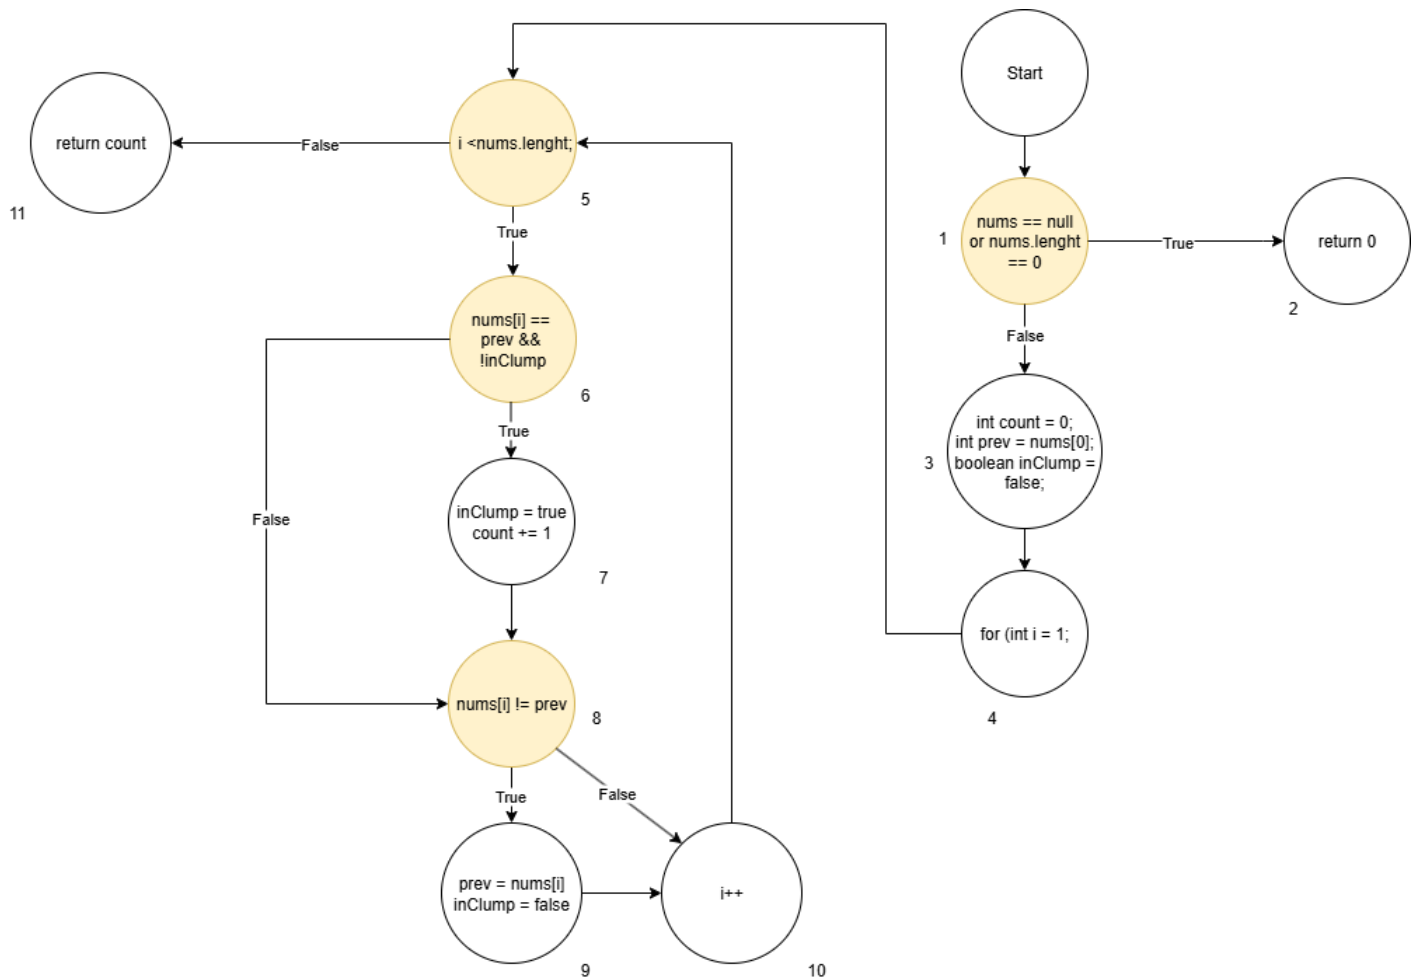 Start
nums == null
or nums.lenght
== 0
1
True
return 0
2
False
int count = 0;
int prev = nums[0];
boolean inClump =
false;
3
for (int i = 1;
4
i <nums.lenght;
5
False
return count
11
True
nums[i] ==
prev &&
!inClump
6
True
False
inClump = true
count += 1
7
nums[i] != prev
8
True
False
prev = nums[i]
inClump = false
9
i++
10